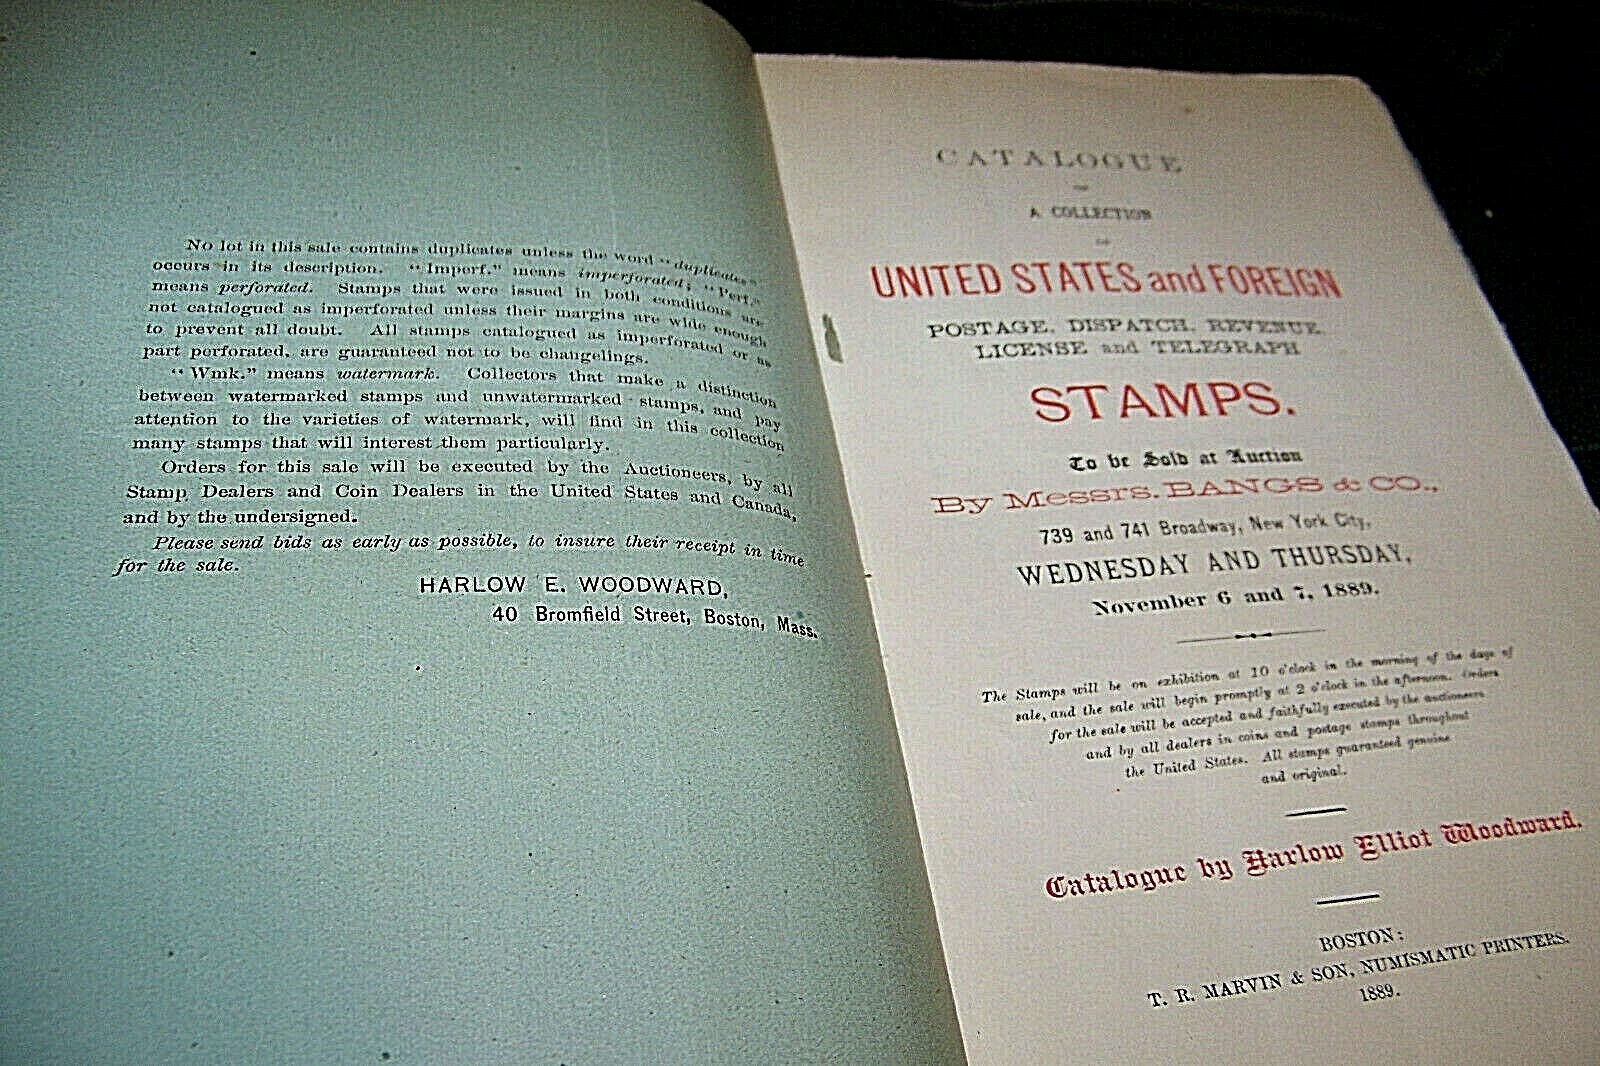 No lot in this sale contains duplicates unless the word "duplicates"
occurs in its description. "Imperf." means imperforated; "Perf."
means perforated. Stamps that were issued in both conditions are
not catalogued as imperforated unless their margins are wide enough
to prevent all doubt. All stamps catalogued as imperforated or as
part perforated, are guaranteed not to be changelings.
"Wmk." means watermark. Collectors that make a distinction
between watermarked stamps and unwatermarked stamps, and pay
attention to the varieties of watermark, will find in this collection
many stamps that will interest them particularly.
Orders for this sale will be executed by the Auctioneers, by all
Stamp Dealers and Coin Dealers in the United States and Canada,
and by the undersigned.
Please send bids as early as possible, to insure their receipt in time
for the sale.
HARLOW E. WOODWARD,
40 Bromfield Street, Boston, Mass.
CATALOGUE
OF
A COLLECTION
OF
UNITED STATES and FOREIGN
POSTAGE, DISPATCH, REVENUE,
LICENSE and TELEGRAPH
STAMPS.
To be Sold at Auction
By Messrs. BANGS & CO.,
739 and 741 Broadway, New York City,
WEDNESDAY AND THURSDAY,
November 6 and 7, 1889.
The Stamps will be on exhibition at 10 o'clock in the morning of the days of
sale, and the sale will begin promptly at 2 o'clock in the afternoon. Orders
for the sale will be accepted and faithfully executed by the auctioneers
and by all dealers in coins and postage stamps throughout
the United States. All stamps guaranteed genuine
and original.
Catalogue by Harlow Elliot Woodward.
BOSTON:
T. R. MARVIN & SON, NUMISMATIC PRINTERS.
1889.